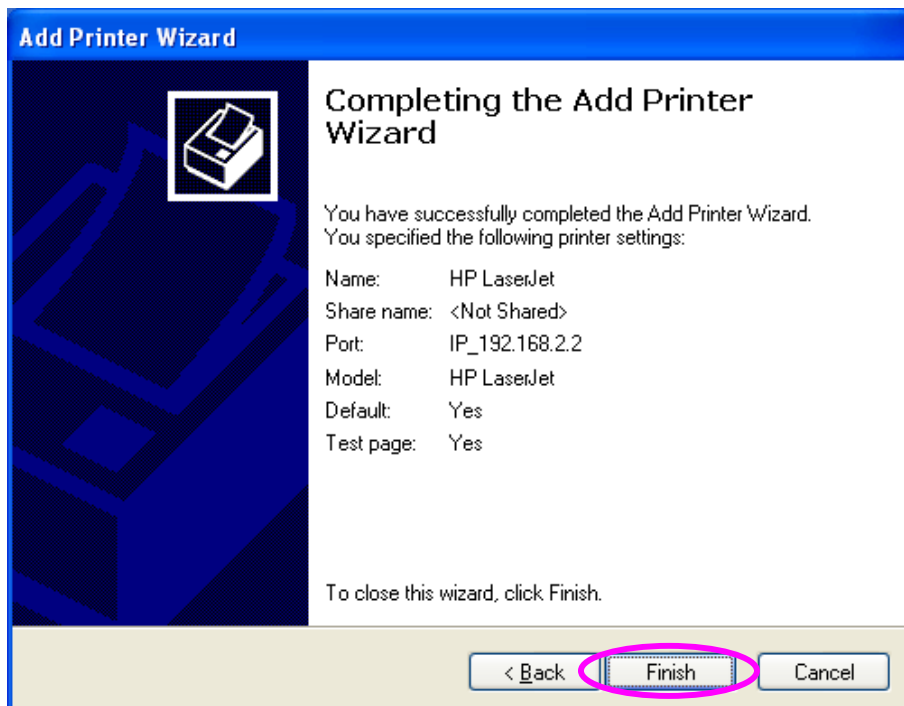 Add Printer Wizard
Completing the Add Printer
Wizard
You have successfully completed the Add Printer Wizard.
You specified the following printer settings:
Name: HP LaserJet
Share name: <Not Shared>
Port: IP_192.168.2.2
Model: HP LaserJet
Default: Yes
Test page: Yes
To close this wizard, click Finish.
< Back Finish Cancel